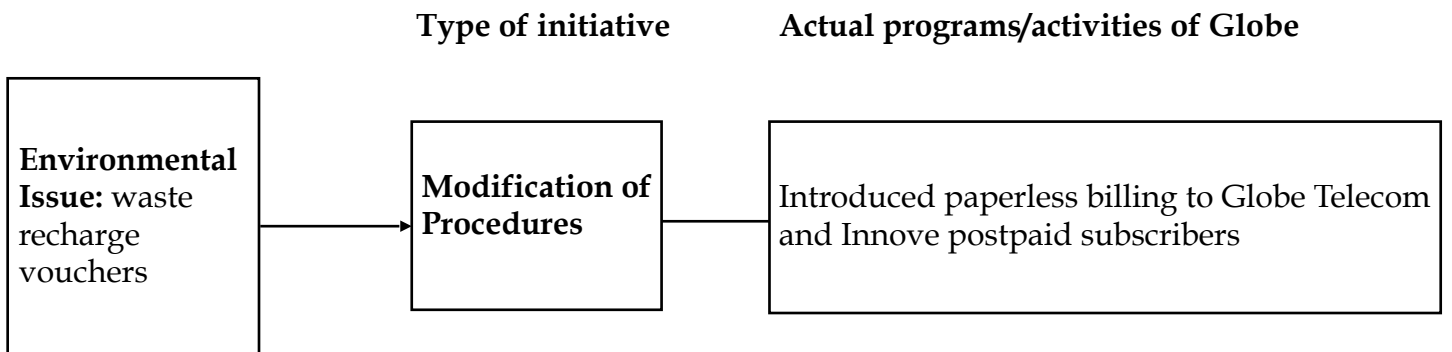 Type of initiative
Actual programs/activities of Globe
Environmental
Issue: waste
recharge
vouchers
Modification of
Procedures
Introduced paperless billing to Globe Telecom
and Innove postpaid subscribers